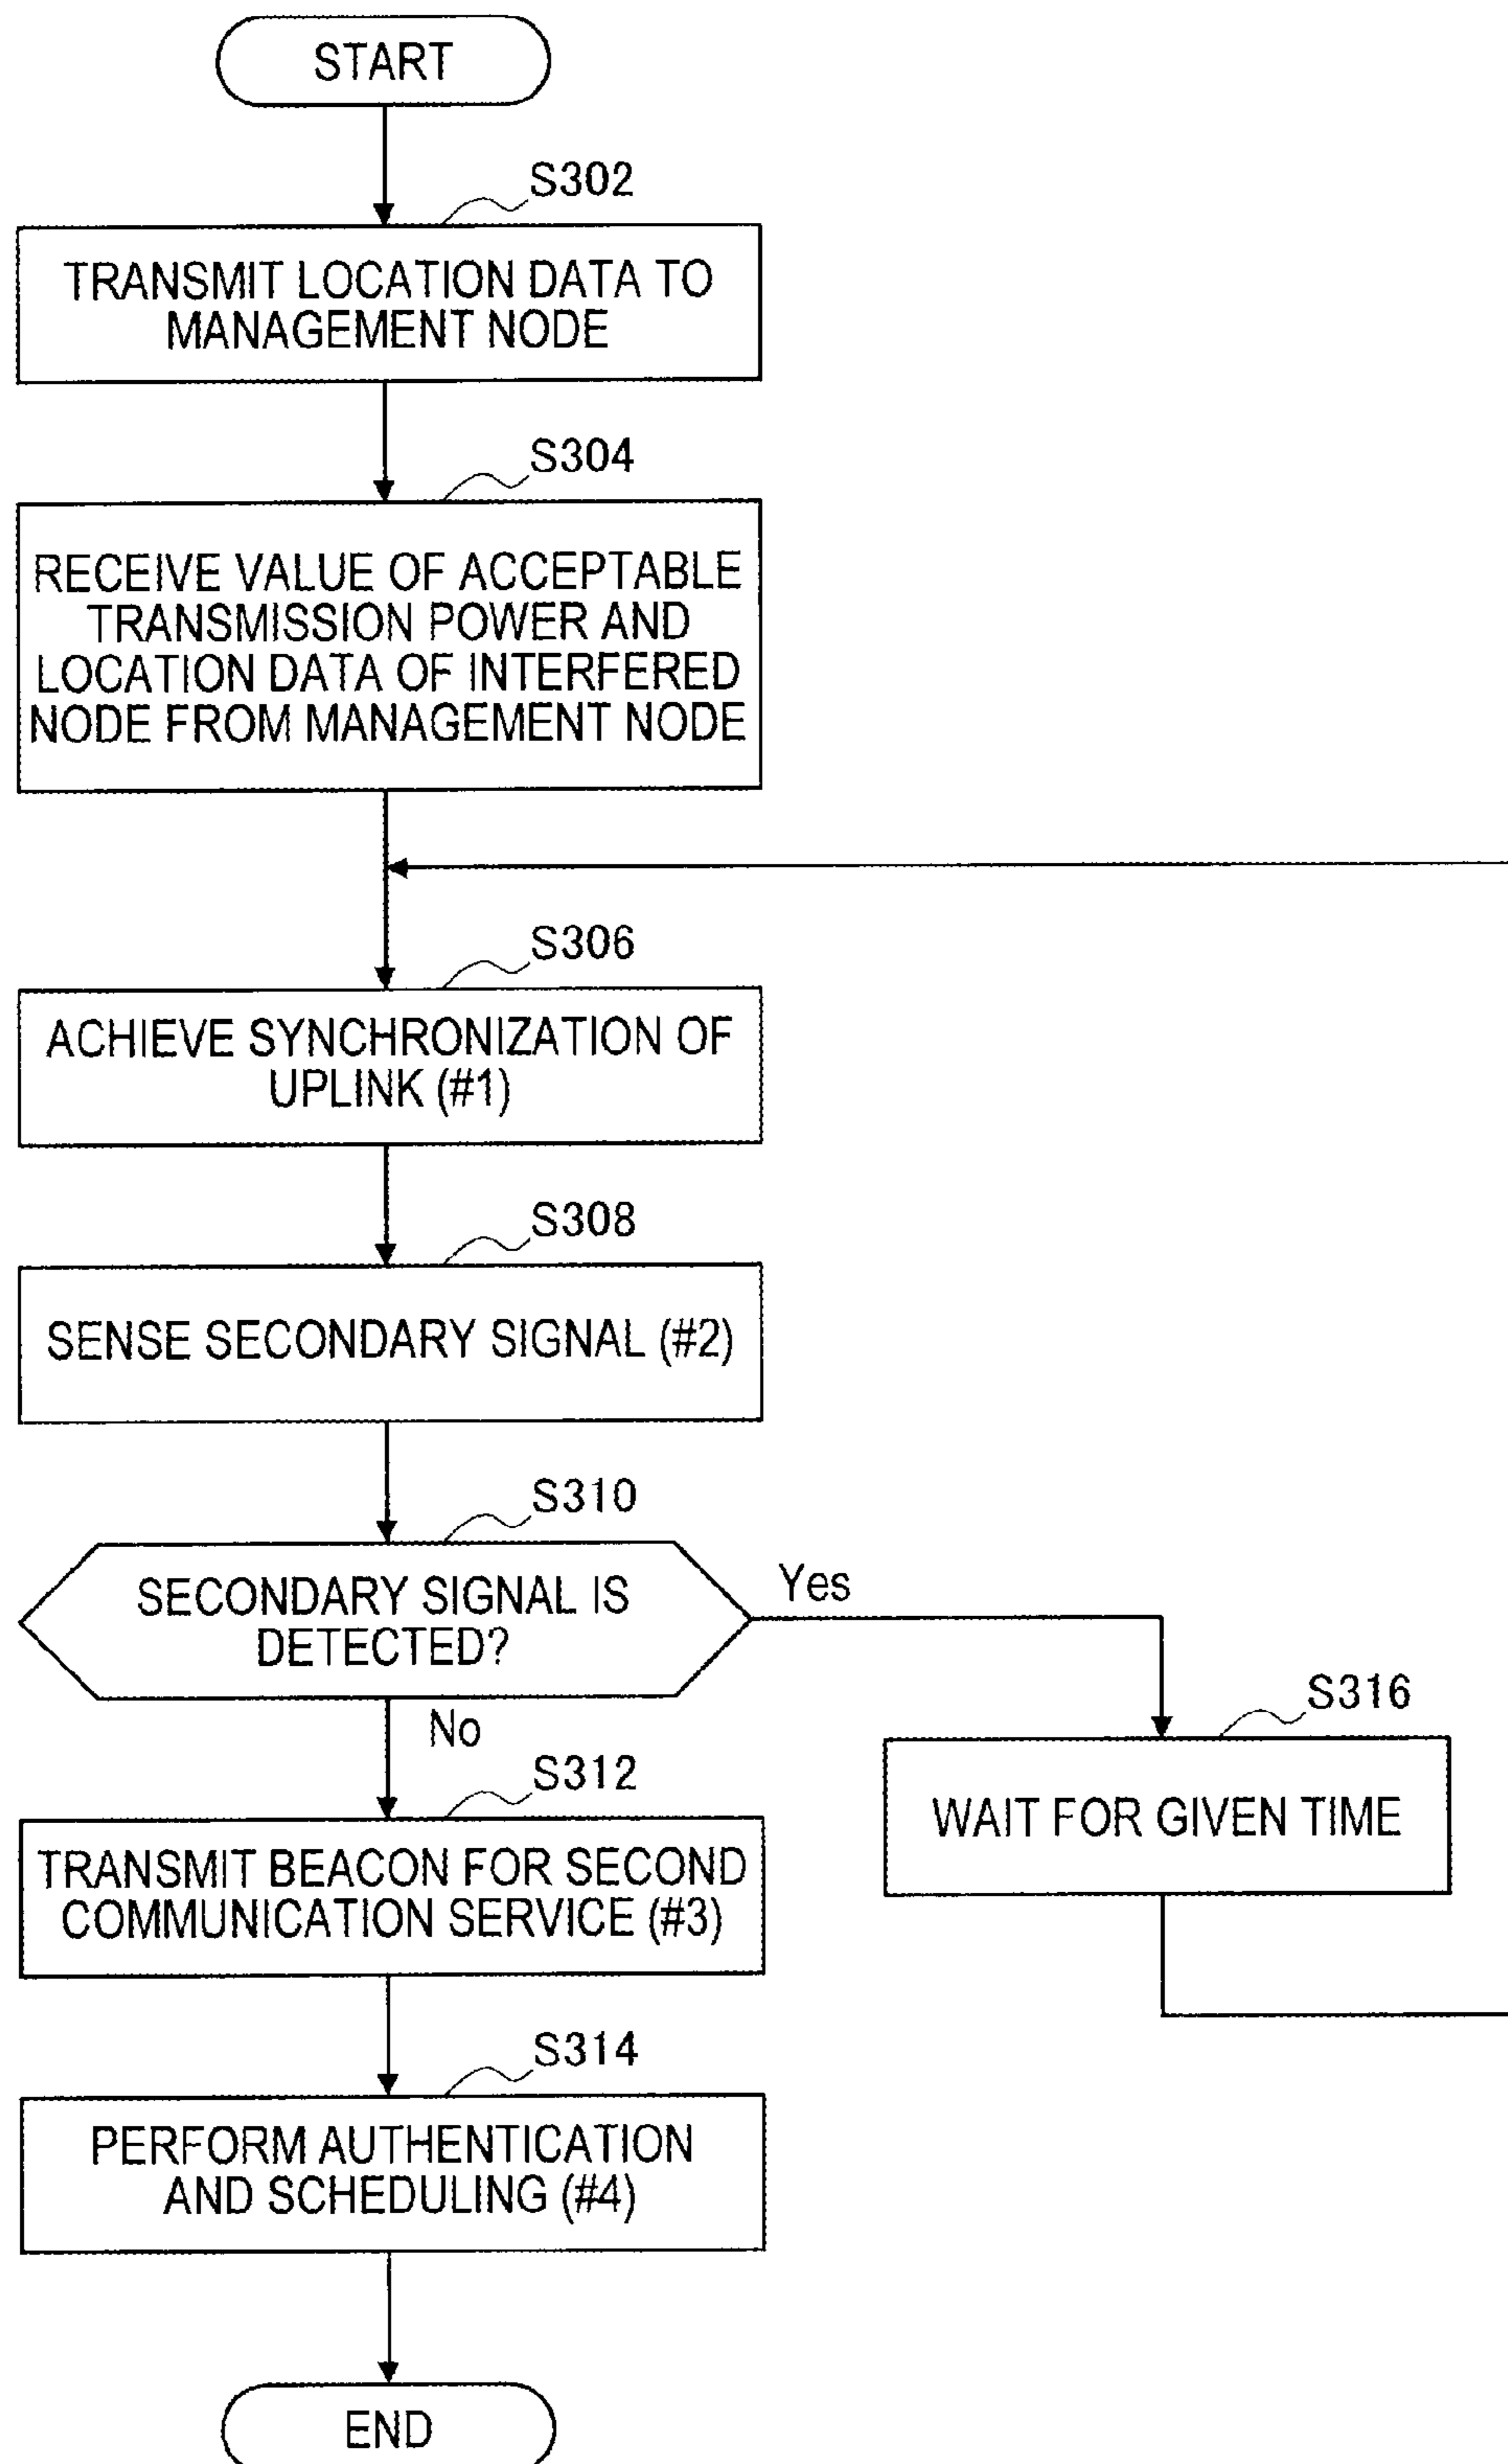 START
S302
TRANSMIT LOCATION DATA TO
MANAGEMENT NODE
S304
RECEIVE VALUE OF ACCEPTABLE
TRANSMISSION POWER AND
LOCATION DATA OF INTERFERED
NODE FROM MANAGEMENT NODE
S306
ACHIEVE SYNCHRONIZATION OF
UPLINK (#1)
S308
SENSE SECONDARY SIGNAL (#2)
S310
SECONDARY SIGNAL IS
DETECTED?
Yes
No
S316
WAIT FOR GIVEN TIME
S312
TRANSMIT BEACON FOR SECOND
COMMUNICATION SERVICE (#3)
S314
PERFORM AUTHENTICATION
AND SCHEDULING (#4)
END